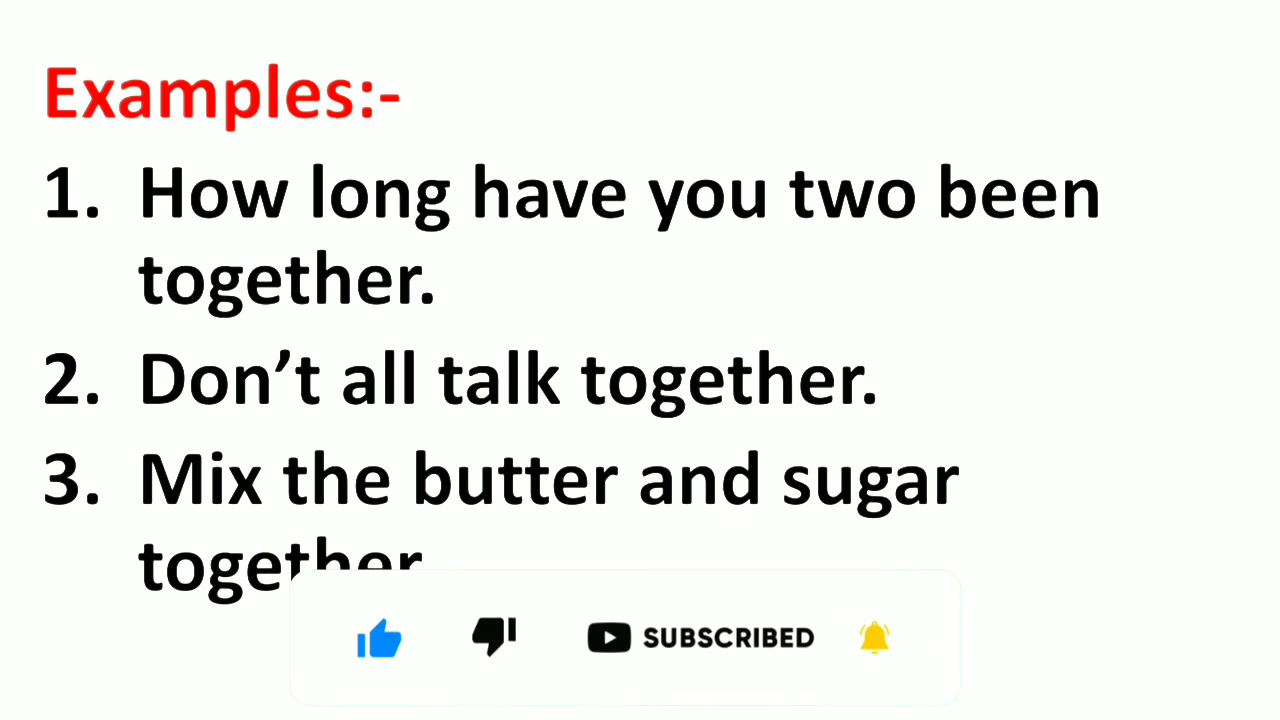 Examples:-
1. How long have you two been
together.
2. Don’t all talk together.
3. Mix the butter and sugar
together
SUBSCRIBED